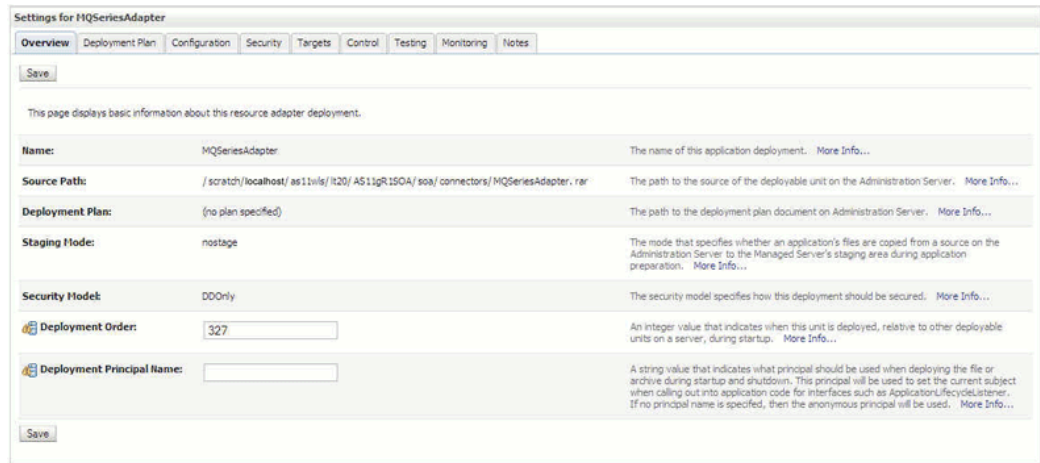 Settings for MQSeriesAdapter
Overview Deployment Plan Configuration Security Targets Control Testing Monitoring Notes
Save
This page displays basic information about this resource adapter deployment.
Name: MQSeriesAdapter The name of this application deployment. More Info...
Source Path: /scratch/localhost/as11wls/lt20/AS11gR1SOA/soa/connectors/MQSeriesAdapter.rar The path to the source of the deployable unit on the Administration Server. More Info...
Deployment Plan: (no plan specified) The path to the deployment plan document on Administration Server. More Info...
Staging Mode: nostage The mode that specifies whether an application's files are copied from a source on the
Administration Server to the Managed Server's staging area during application
preparation. More Info...
Security Model: DDOnly The security model specifies how this deployment should be secured. More Info...
Deployment Order: 327 An integer value that indicates when this unit is deployed, relative to other deployable
units on a server, during startup. More Info...
Deployment Principal Name: A string value that indicates what principal should be used when deploying the file or
archive during startup and shutdown. This principal will be used to set the current subject
when calling out into application code for interfaces such as ApplicationLifecycleListener.
If no principal name is specifed, then the anonymous principal will be used. More Info...
Save